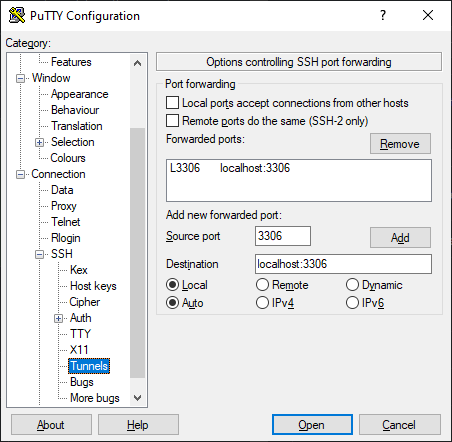 PuTTY Configuration
?
Category:
Features
Window
Appearance
Behaviour
Translation
Selection
Colours
Connection
Data
Proxy
Telnet
Rlogin
SSH
Kex
Host keys
Cipher
Auth
TTY
X11
Tunnels
Bugs
More bugs
Options controlling SSH port forwarding
Port forwarding
Local ports accept connections from other hosts
Remote ports do the same (SSH-2 only)
Forwarded ports:
Remove
L3306 localhost:3306
Add new forwarded port:
Source port 3306 Add
Destination localhost:3306
Local Remote Dynamic
Auto IPv4 IPv6
About Help Open Cancel